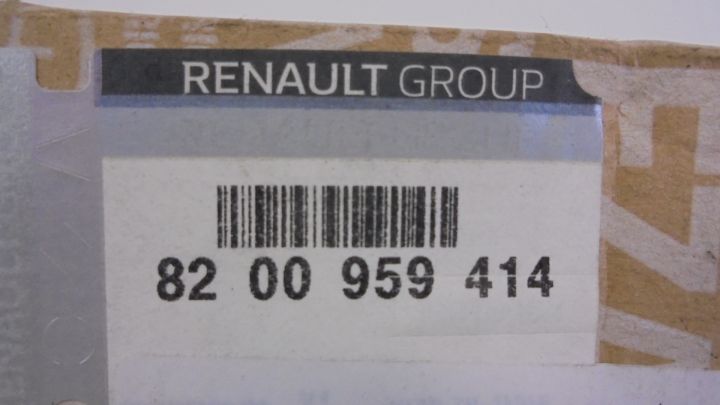 RENAULT GROUP
82 00 959 414